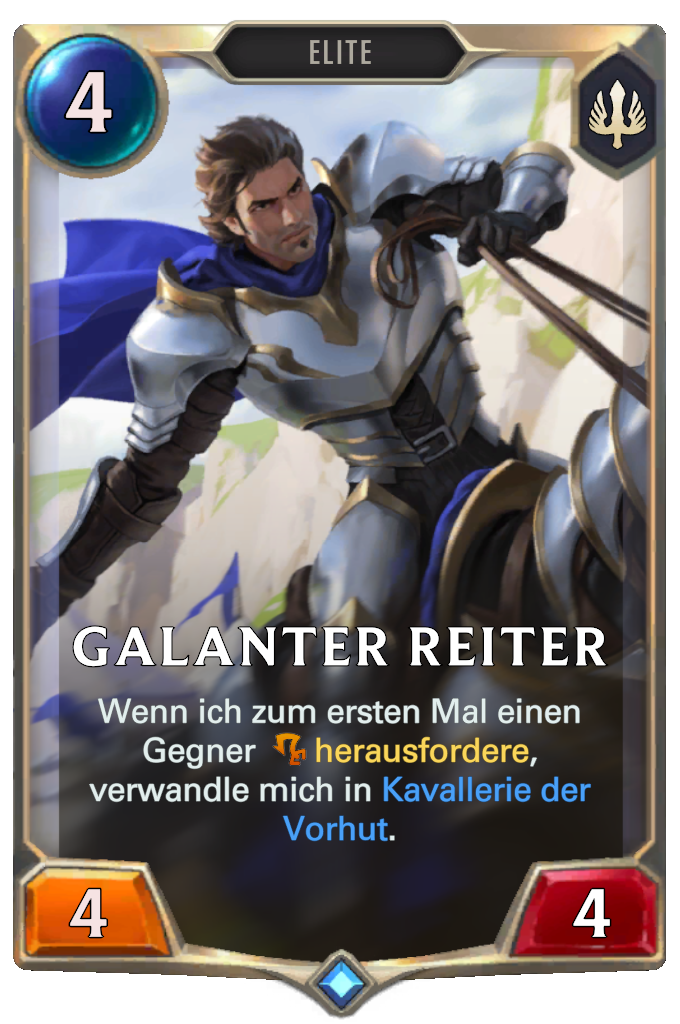 ELITE
4
GALANTER REITER
Wenn ich zum ersten Mal einen
Gegner herausfordere,
verwandle mich in Kavallerie der
Vorhut.
4
4